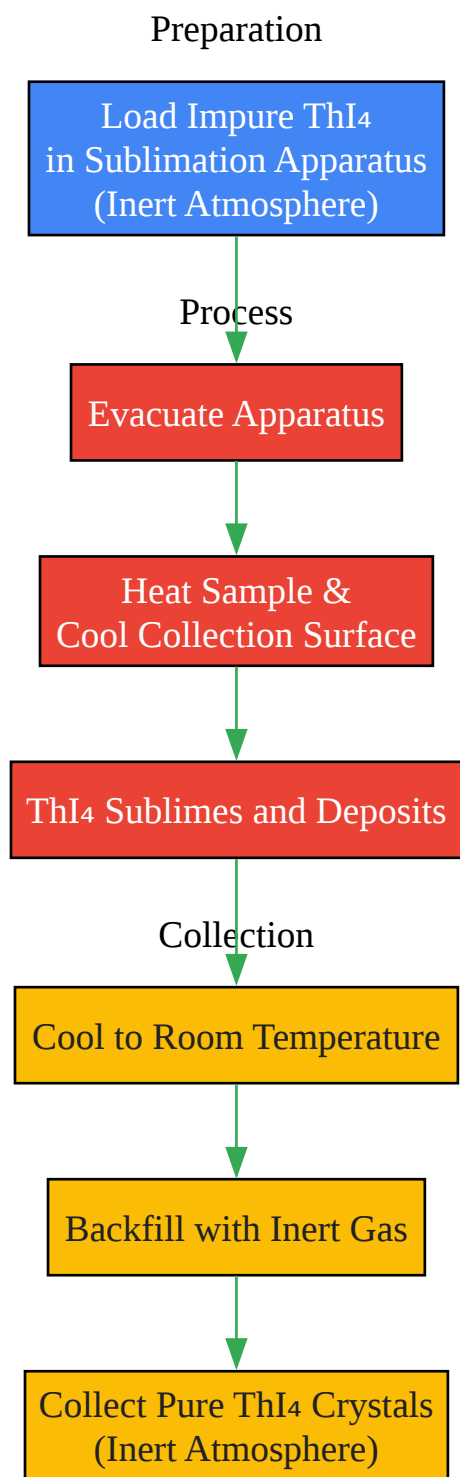 Preparation
Load Impure ThI₄
in Sublimation Apparatus
(Inert Atmosphere)
Process
Evacuate Apparatus
Heat Sample &
Cool Collection Surface
ThI₄ Sublimes and Deposits
Collection
Cool to Room Temperature
Backfill with Inert Gas
Collect Pure ThI₄ Crystals
(Inert Atmosphere)